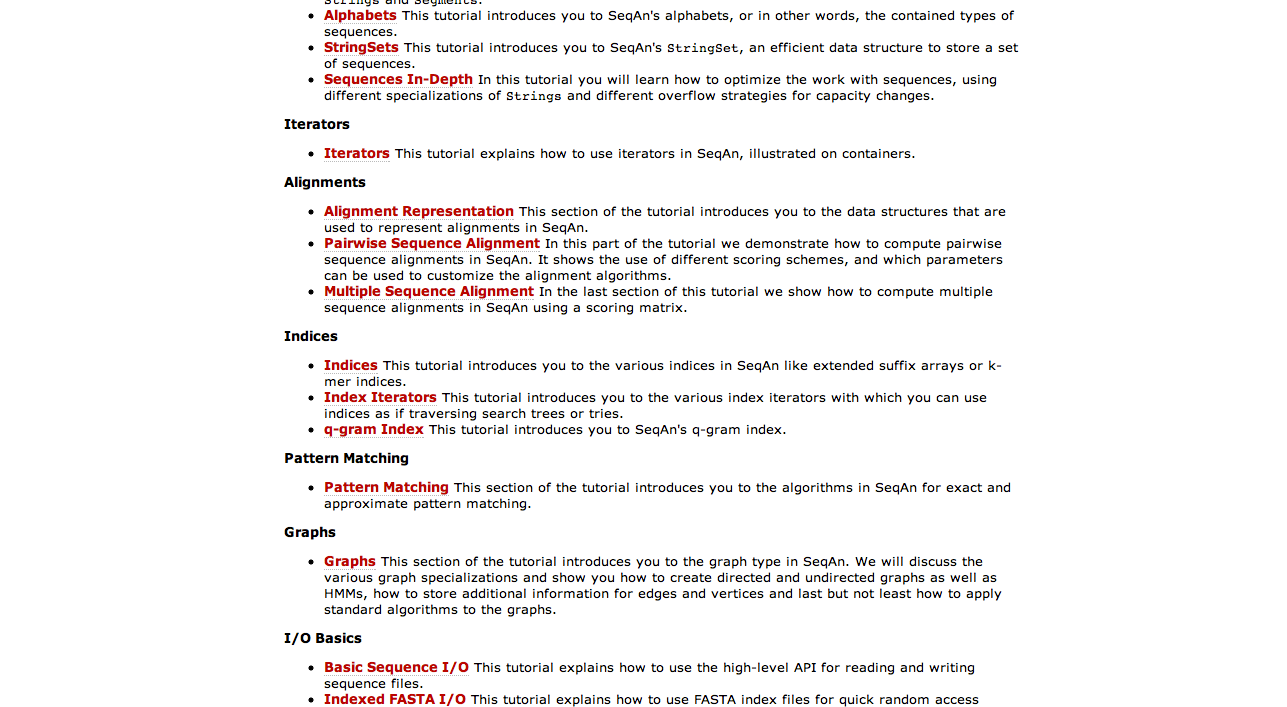 Strings and Segments.
Alphabets This tutorial introduces you to SeqAn's alphabets, or in other words, the contained types of
sequences.
StringSets This tutorial introduces you to SeqAn's StringSet, an efficient data structure to store a set
of sequences.
Sequences In-Depth In this tutorial you will learn how to optimize the work with sequences, using
different specializations of Strings and different overflow strategies for capacity changes.
Iterators
Iterators This tutorial explains how to use iterators in SeqAn, illustrated on containers.
Alignments
Alignment Representation This section of the tutorial introduces you to the data structures that are
used to represent alignments in SeqAn.
Pairwise Sequence Alignment In this part of the tutorial we demonstrate how to compute pairwise
sequence alignments in SeqAn. It shows the use of different scoring schemes, and which parameters
can be used to customize the alignment algorithms.
Multiple Sequence Alignment In the last section of this tutorial we show how to compute multiple
sequence alignments in SeqAn using a scoring matrix.
Indices
Indices This tutorial introduces you to the various indices in SeqAn like extended suffix arrays or k-
mer indices.
Index Iterators This tutorial introduces you to the various index iterators with which you can use
indices as if traversing search trees or tries.
q-gram Index This tutorial introduces you to SeqAn's q-gram index.
Pattern Matching
Pattern Matching This section of the tutorial introduces you to the algorithms in SeqAn for exact and
approximate pattern matching.
Graphs
Graphs This section of the tutorial introduces you to the graph type in SeqAn. We will discuss the
various graph specializations and show you how to create directed and undirected graphs as well as
HMMs, how to store additional information for edges and vertices and last but not least how to apply
standard algorithms to the graphs.
I/O Basics
Basic Sequence I/O This tutorial explains how to use the high-level API for reading and writing
sequence files.
Indexed FASTA I/O This tutorial explains how to use FASTA index files for quick random access